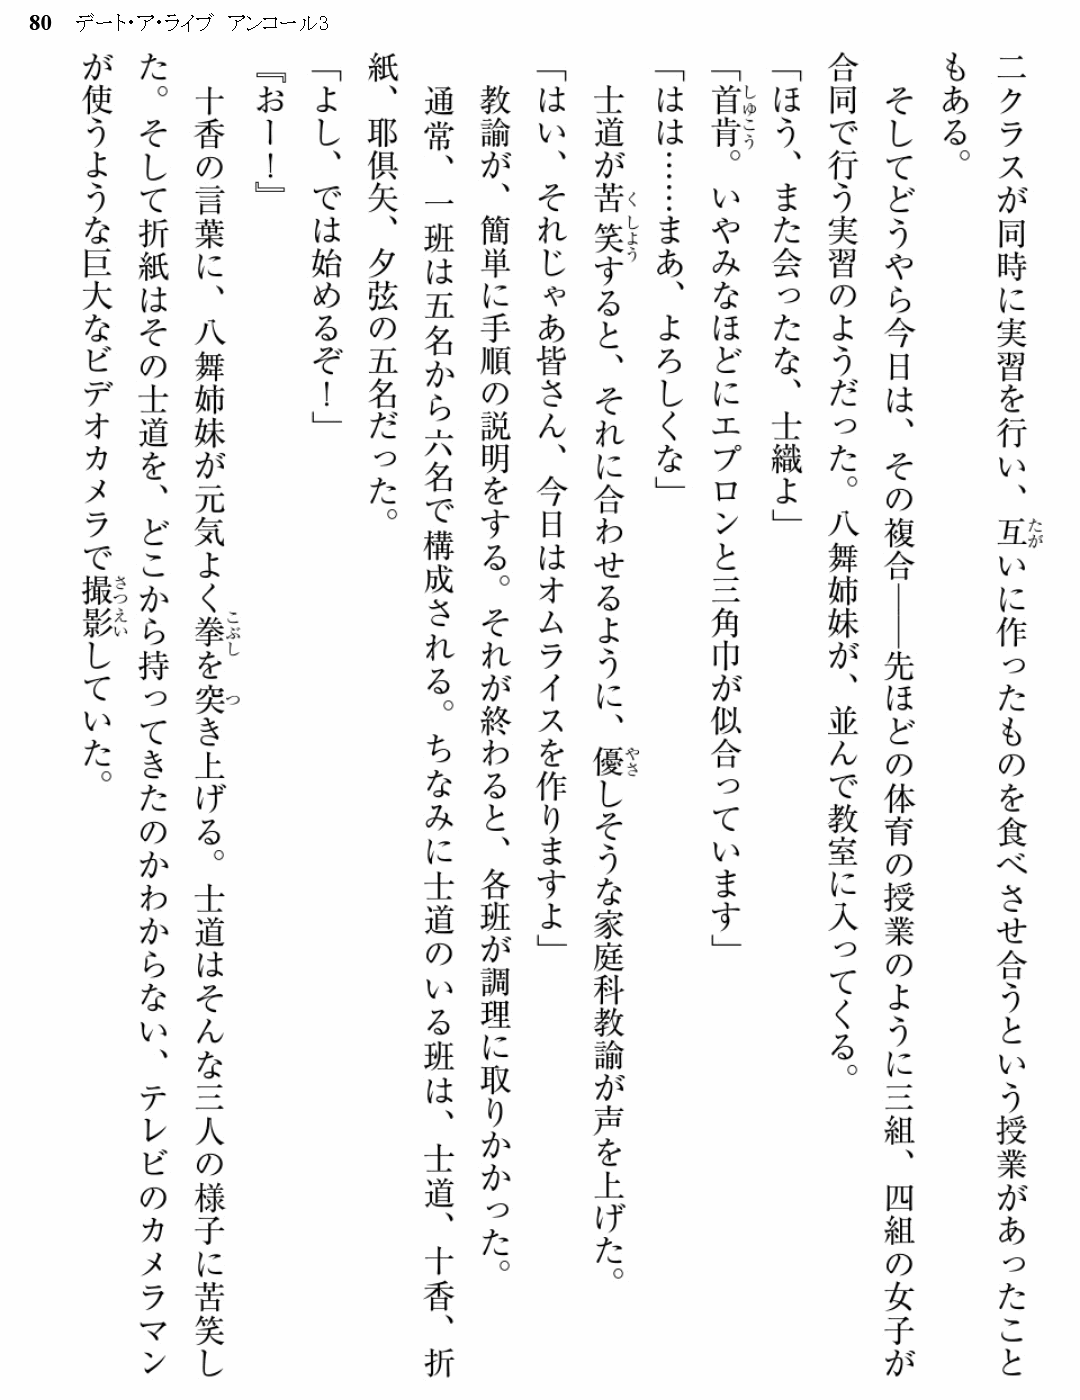 80 デート・ア・ライブ アンコール3
二クラスが同時に実習を行い、互いに作ったものを食べさせ合うという授業があったこと
もある。
そしてどうやら今日は、その複合――先ほどの体育の授業のように三組、四組の女子が
合同で行う実習のようだった。八舞姉妹が、並んで教室に入ってくる。
「ほう、また会ったな、士織よ」
「首肯。いやみなほどにエプロンと三角巾が似合っています」
「はは……まあ、よろしくな」
士道が苦笑すると、それに合わせるように、優しそうな家庭科教諭が声を上げた。
「はい、それじゃあ皆さん、今日はオムライスを作りますよ」
教諭が、簡単に手順の説明をする。それが終わると、各班が調理に取りかかった。
通常、一班は五名から六名で構成される。ちなみに士道のいる班は、士道、十香、折
紙、耶倶矢、夕弦の五名だった。
「よし、では始めるぞ！」
『おー！』
十香の言葉に、八舞姉妹が元気よく拳を突き上げる。士道はそんな三人の様子に苦笑し
た。そして折紙はその士道を、どこから持ってきたのかわからない、テレビのカメラマン
が使うような巨大なビデオカメラで撮影していた。